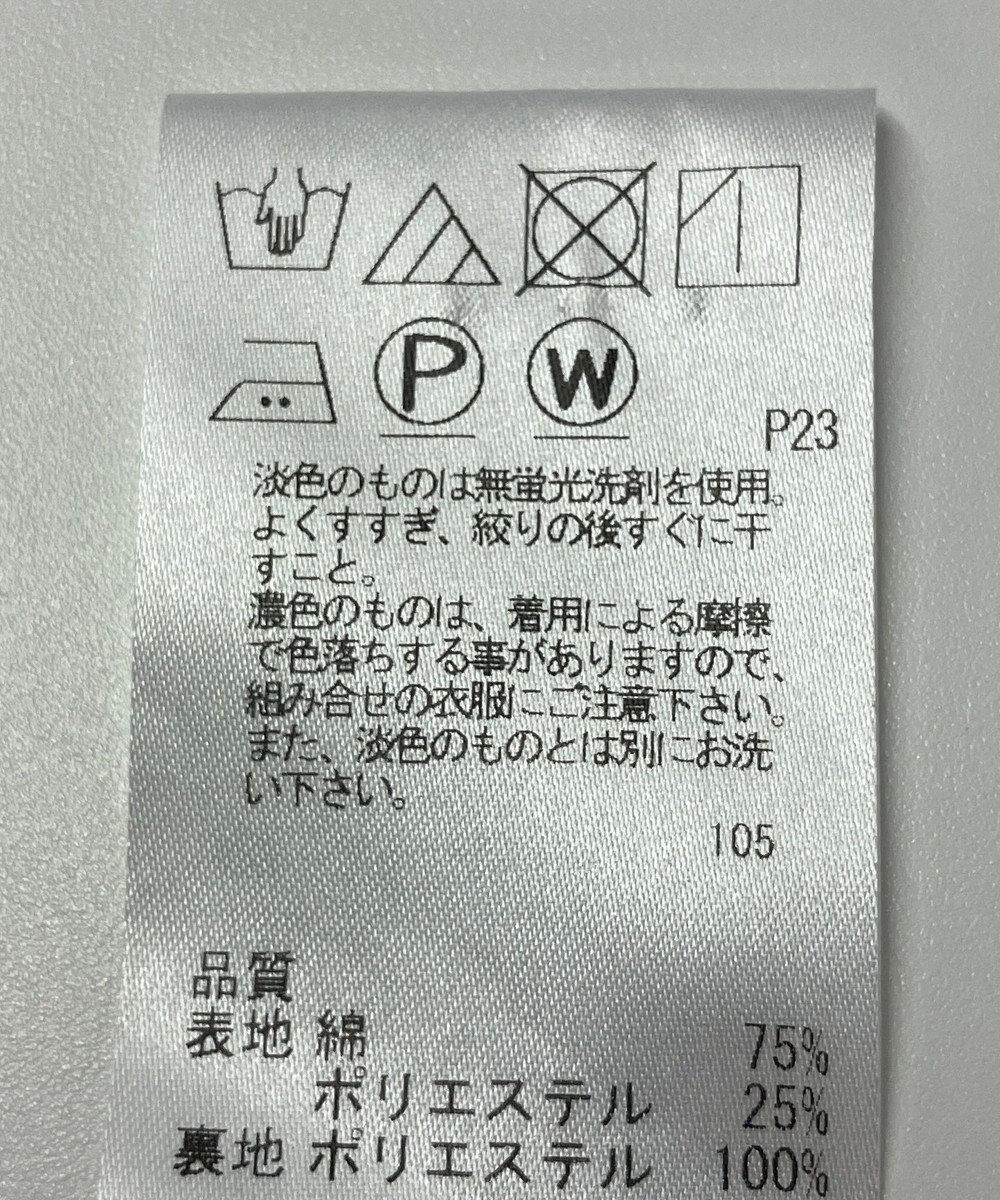 P
W
P23
淡色のものは無蛍光洗剤を使用。
よくすすぎ、絞りの後すぐに干
すこと。
濃色のものは、着用による摩擦
で色落ちする事がありますので、
組み合せの衣服にご注意下さい。
また、淡色のものとは別にお洗
い下さい。
105
品質
表地 綿 75%
ポリエステル 25%
裏地 ポリエステル 100%